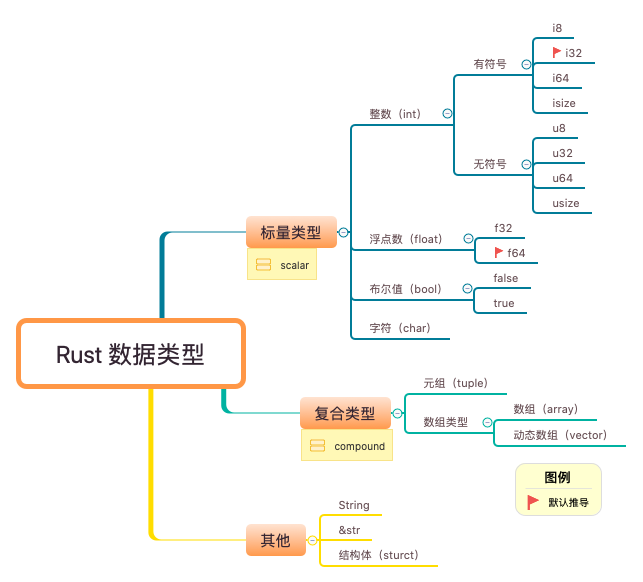 Rust 数据类型
标量类型
scalar
整数（int）
有符号
i8
i32
i64
isize
无符号
u8
u32
u64
usize
浮点数（float）
f32
f64
布尔值（bool）
false
true
字符（char）
复合类型
compound
元组（tuple）
数组类型
数组（array）
动态数组（vector）
其他
String
&str
结构体（sturct）
图例
默认推导